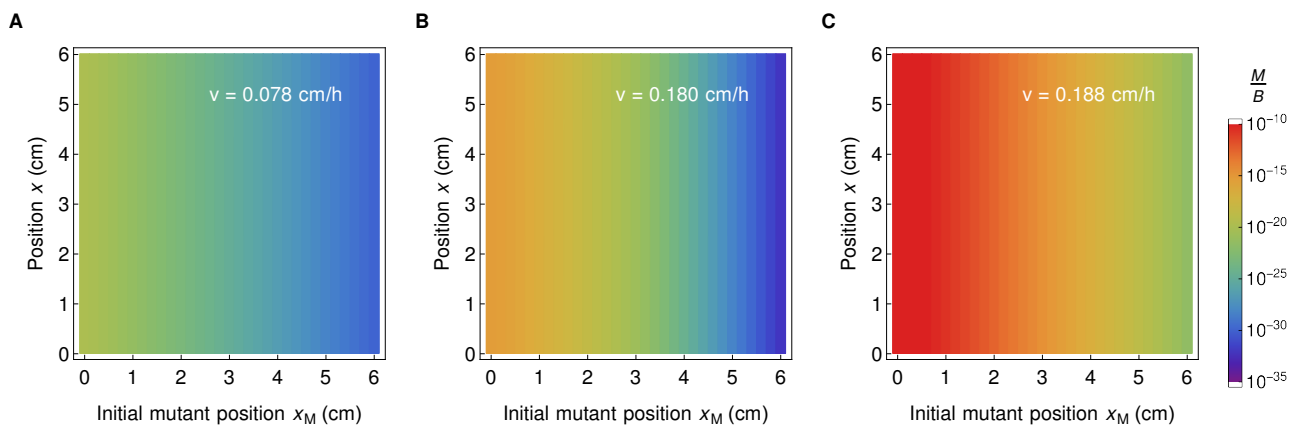 A
B
C
v = 0.078 cm/h
v = 0.180 cm/h
v = 0.188 cm/h
Position x (cm)
6
5
4
3
2
1
0
0 1 2 3 4 5 6
Initial mutant position xM (cm)
Position x (cm)
6
5
4
3
2
1
0
0 1 2 3 4 5 6
Initial mutant position xM (cm)
Position x (cm)
6
5
4
3
2
1
0
0 1 2 3 4 5 6
Initial mutant position xM (cm)
M
B
10⁻¹⁰
10⁻¹⁵
10⁻²⁰
10⁻²⁵
10⁻³⁰
10⁻³⁵